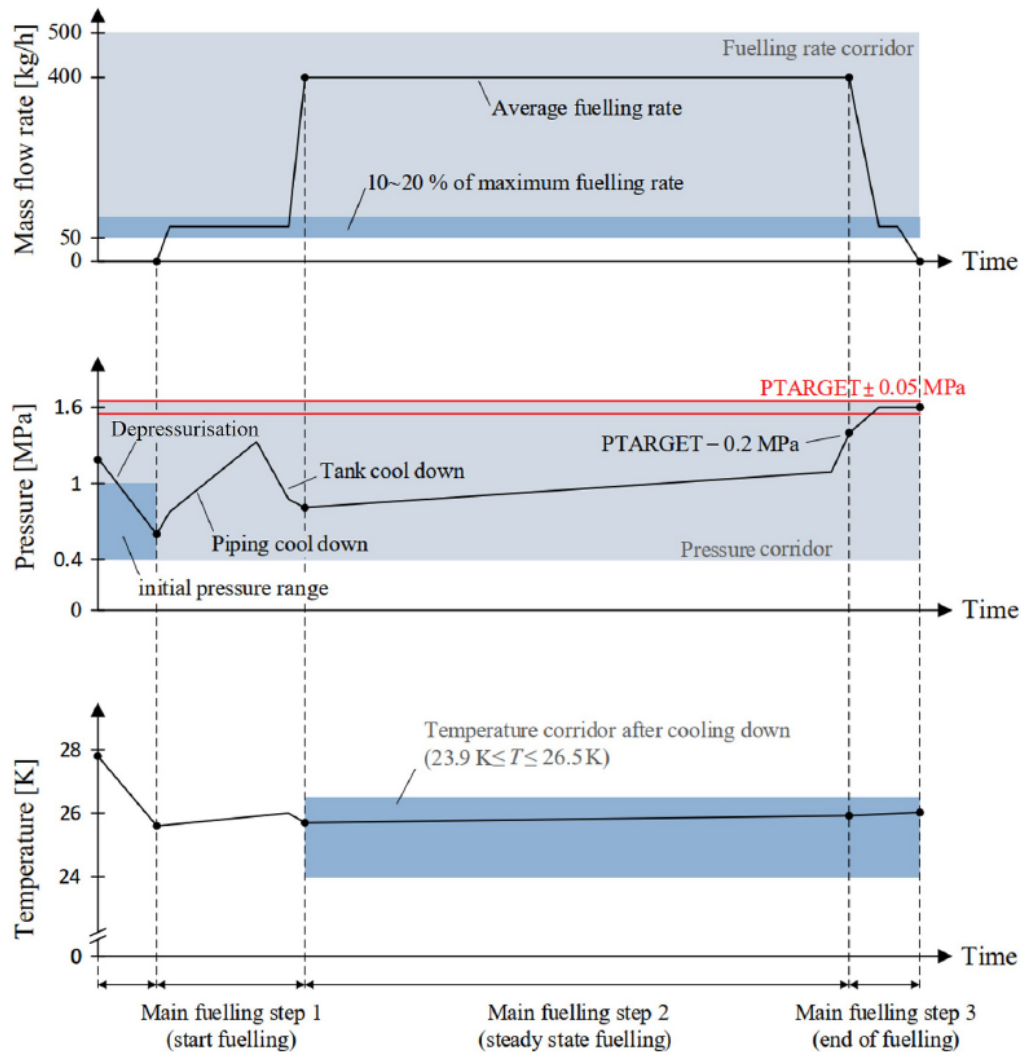 Mass flow rate [kg/h]
500
400
50
0
Fuelling rate corridor
Average fuelling rate
10~20 % of maximum fuelling rate
Time
Pressure [MPa]
1.6
1
0.4
0
PTARGET ± 0.05 MPa
Depressurisation
PTARGET – 0.2 MPa
Tank cool down
Piping cool down
Pressure corridor
initial pressure range
Time
Temperature [K]
28
26
24
0
Temperature corridor after cooling down
(23.9 K≤ T ≤ 26.5 K)
Time
Main fuelling step 1
(start fuelling)
Main fuelling step 2
(steady state fuelling)
Main fuelling step 3
(end of fuelling)